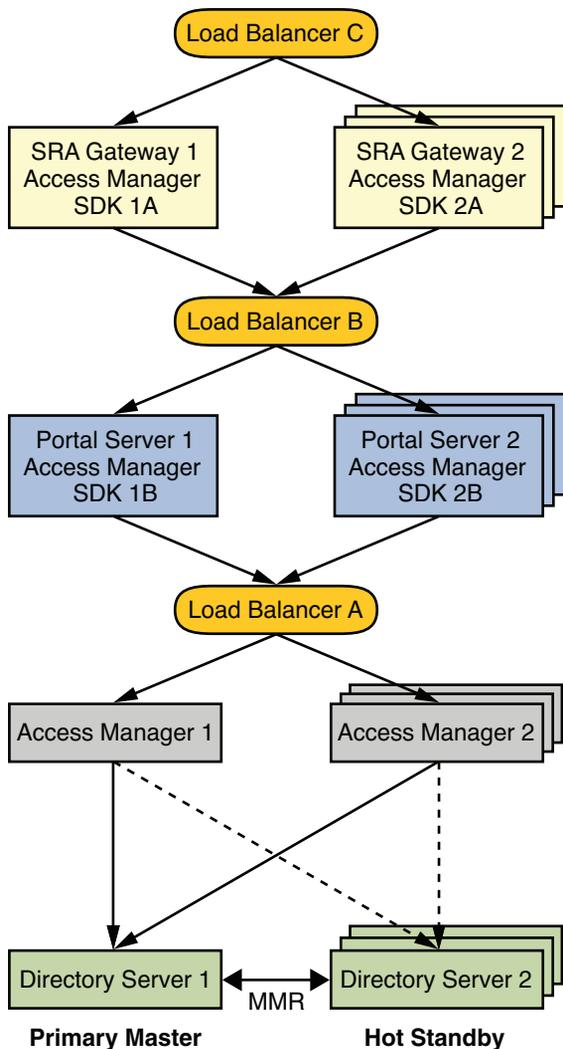 Load Balancer C
SRA Gateway 1
Access Manager
SDK 1A
SRA Gateway 2
Access Manager
SDK 2A
Load Balancer B
Portal Server 1
Access Manager
SDK 1B
Portal Server 2
Access Manager
SDK 2B
Load Balancer A
Access Manager 1
Access Manager 2
Directory Server 1
MMR
Directory Server 2
Primary Master
Hot Standby